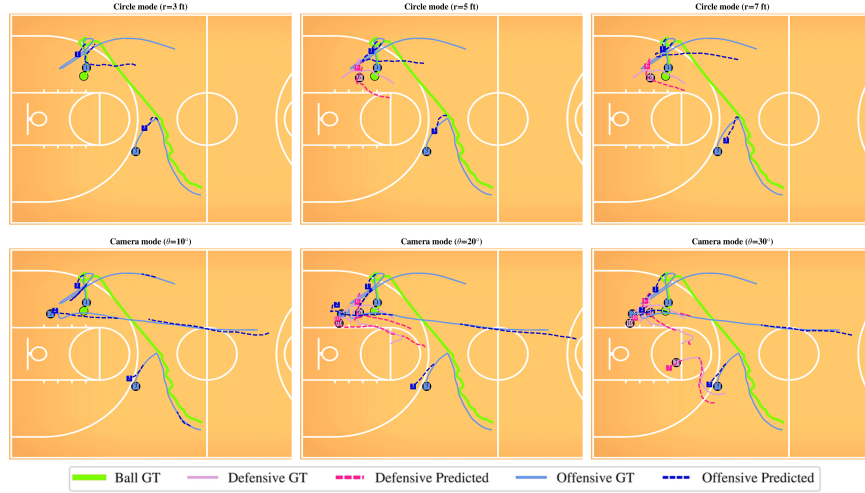 Circle mode (r=3 ft)
Circle mode (r=5 ft)
Circle mode (r=7 ft)
Camera mode (θ=10°)
Camera mode (θ=20°)
Camera mode (θ=30°)
Ball GT
Defensive GT
Defensive Predicted
Offensive GT
Offensive Predicted